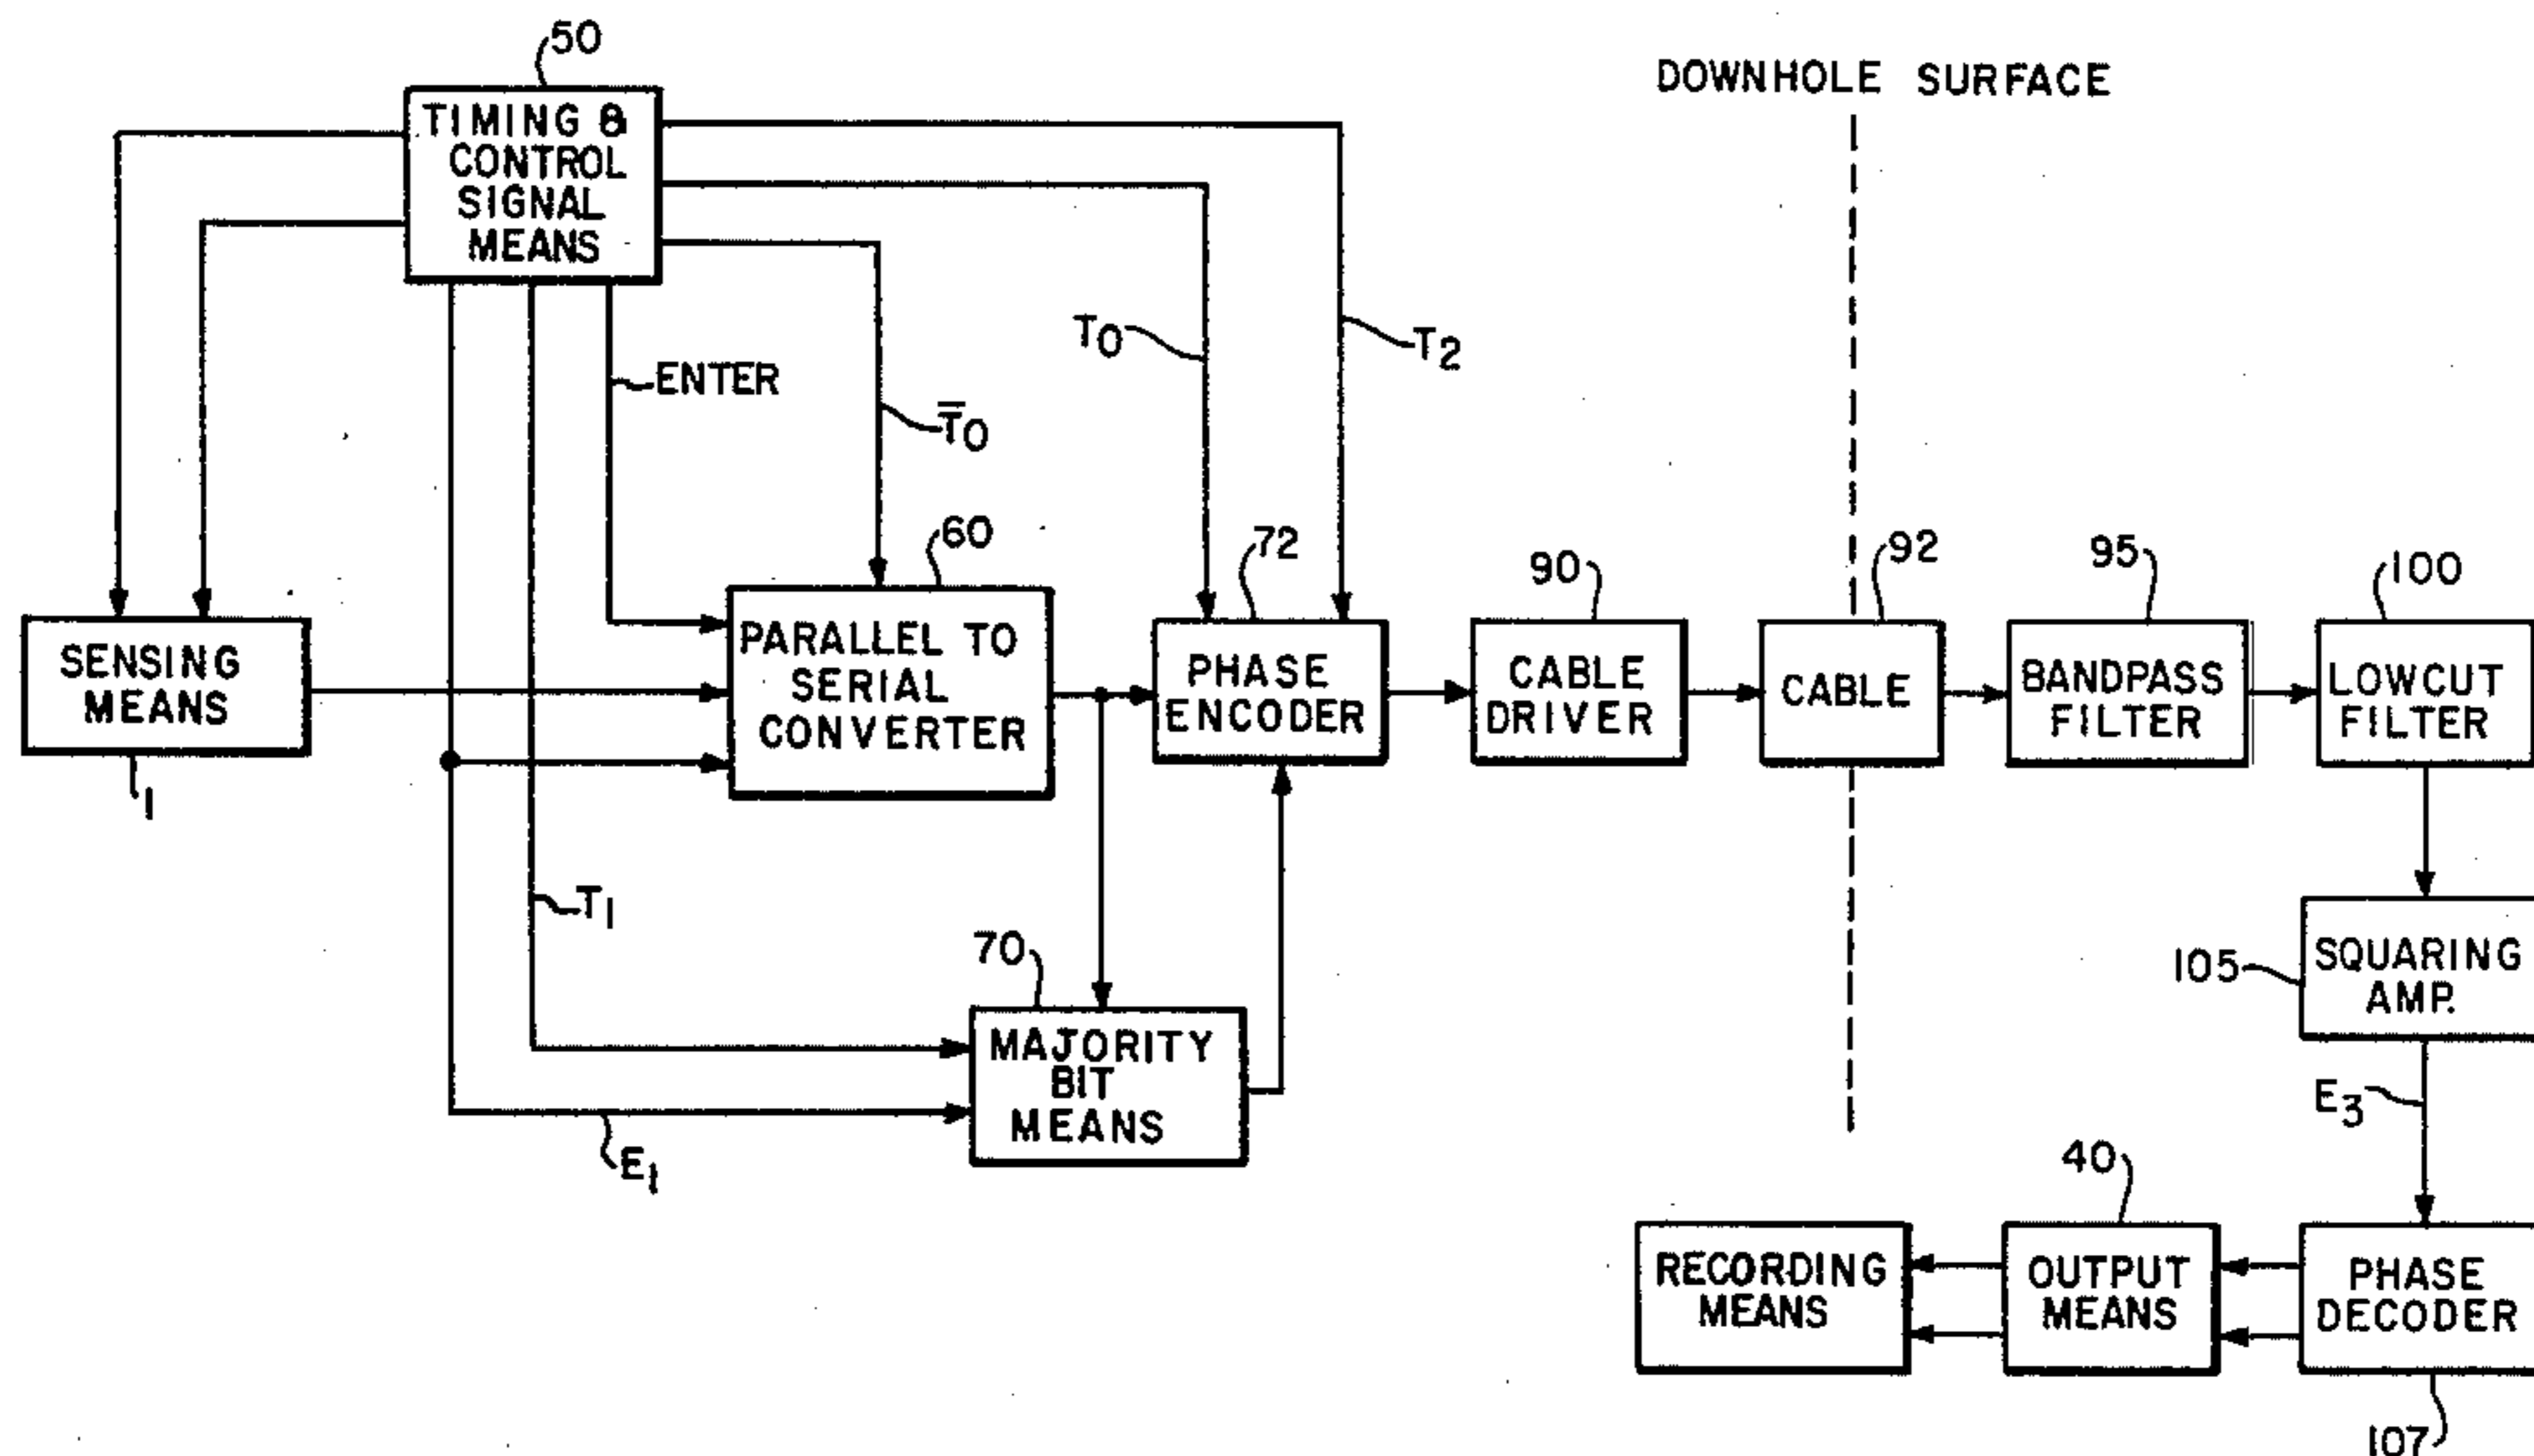 50
DOWNHOLE SURFACE
TIMING &
CONTROL
SIGNAL
MEANS
T0
T2
ENTER
T̅0
60
72
90
92
95
100
SENSING
MEANS
1
PARALLEL TO
SERIAL
CONVERTER
PHASE
ENCODER
CABLE
DRIVER
CABLE
BANDPASS
FILTER
LOWCUT
FILTER
T1
70
MAJORITY
BIT
MEANS
E1
105
SQUARING
AMP.
E3
40
RECORDING
MEANS
OUTPUT
MEANS
PHASE
DECODER
107